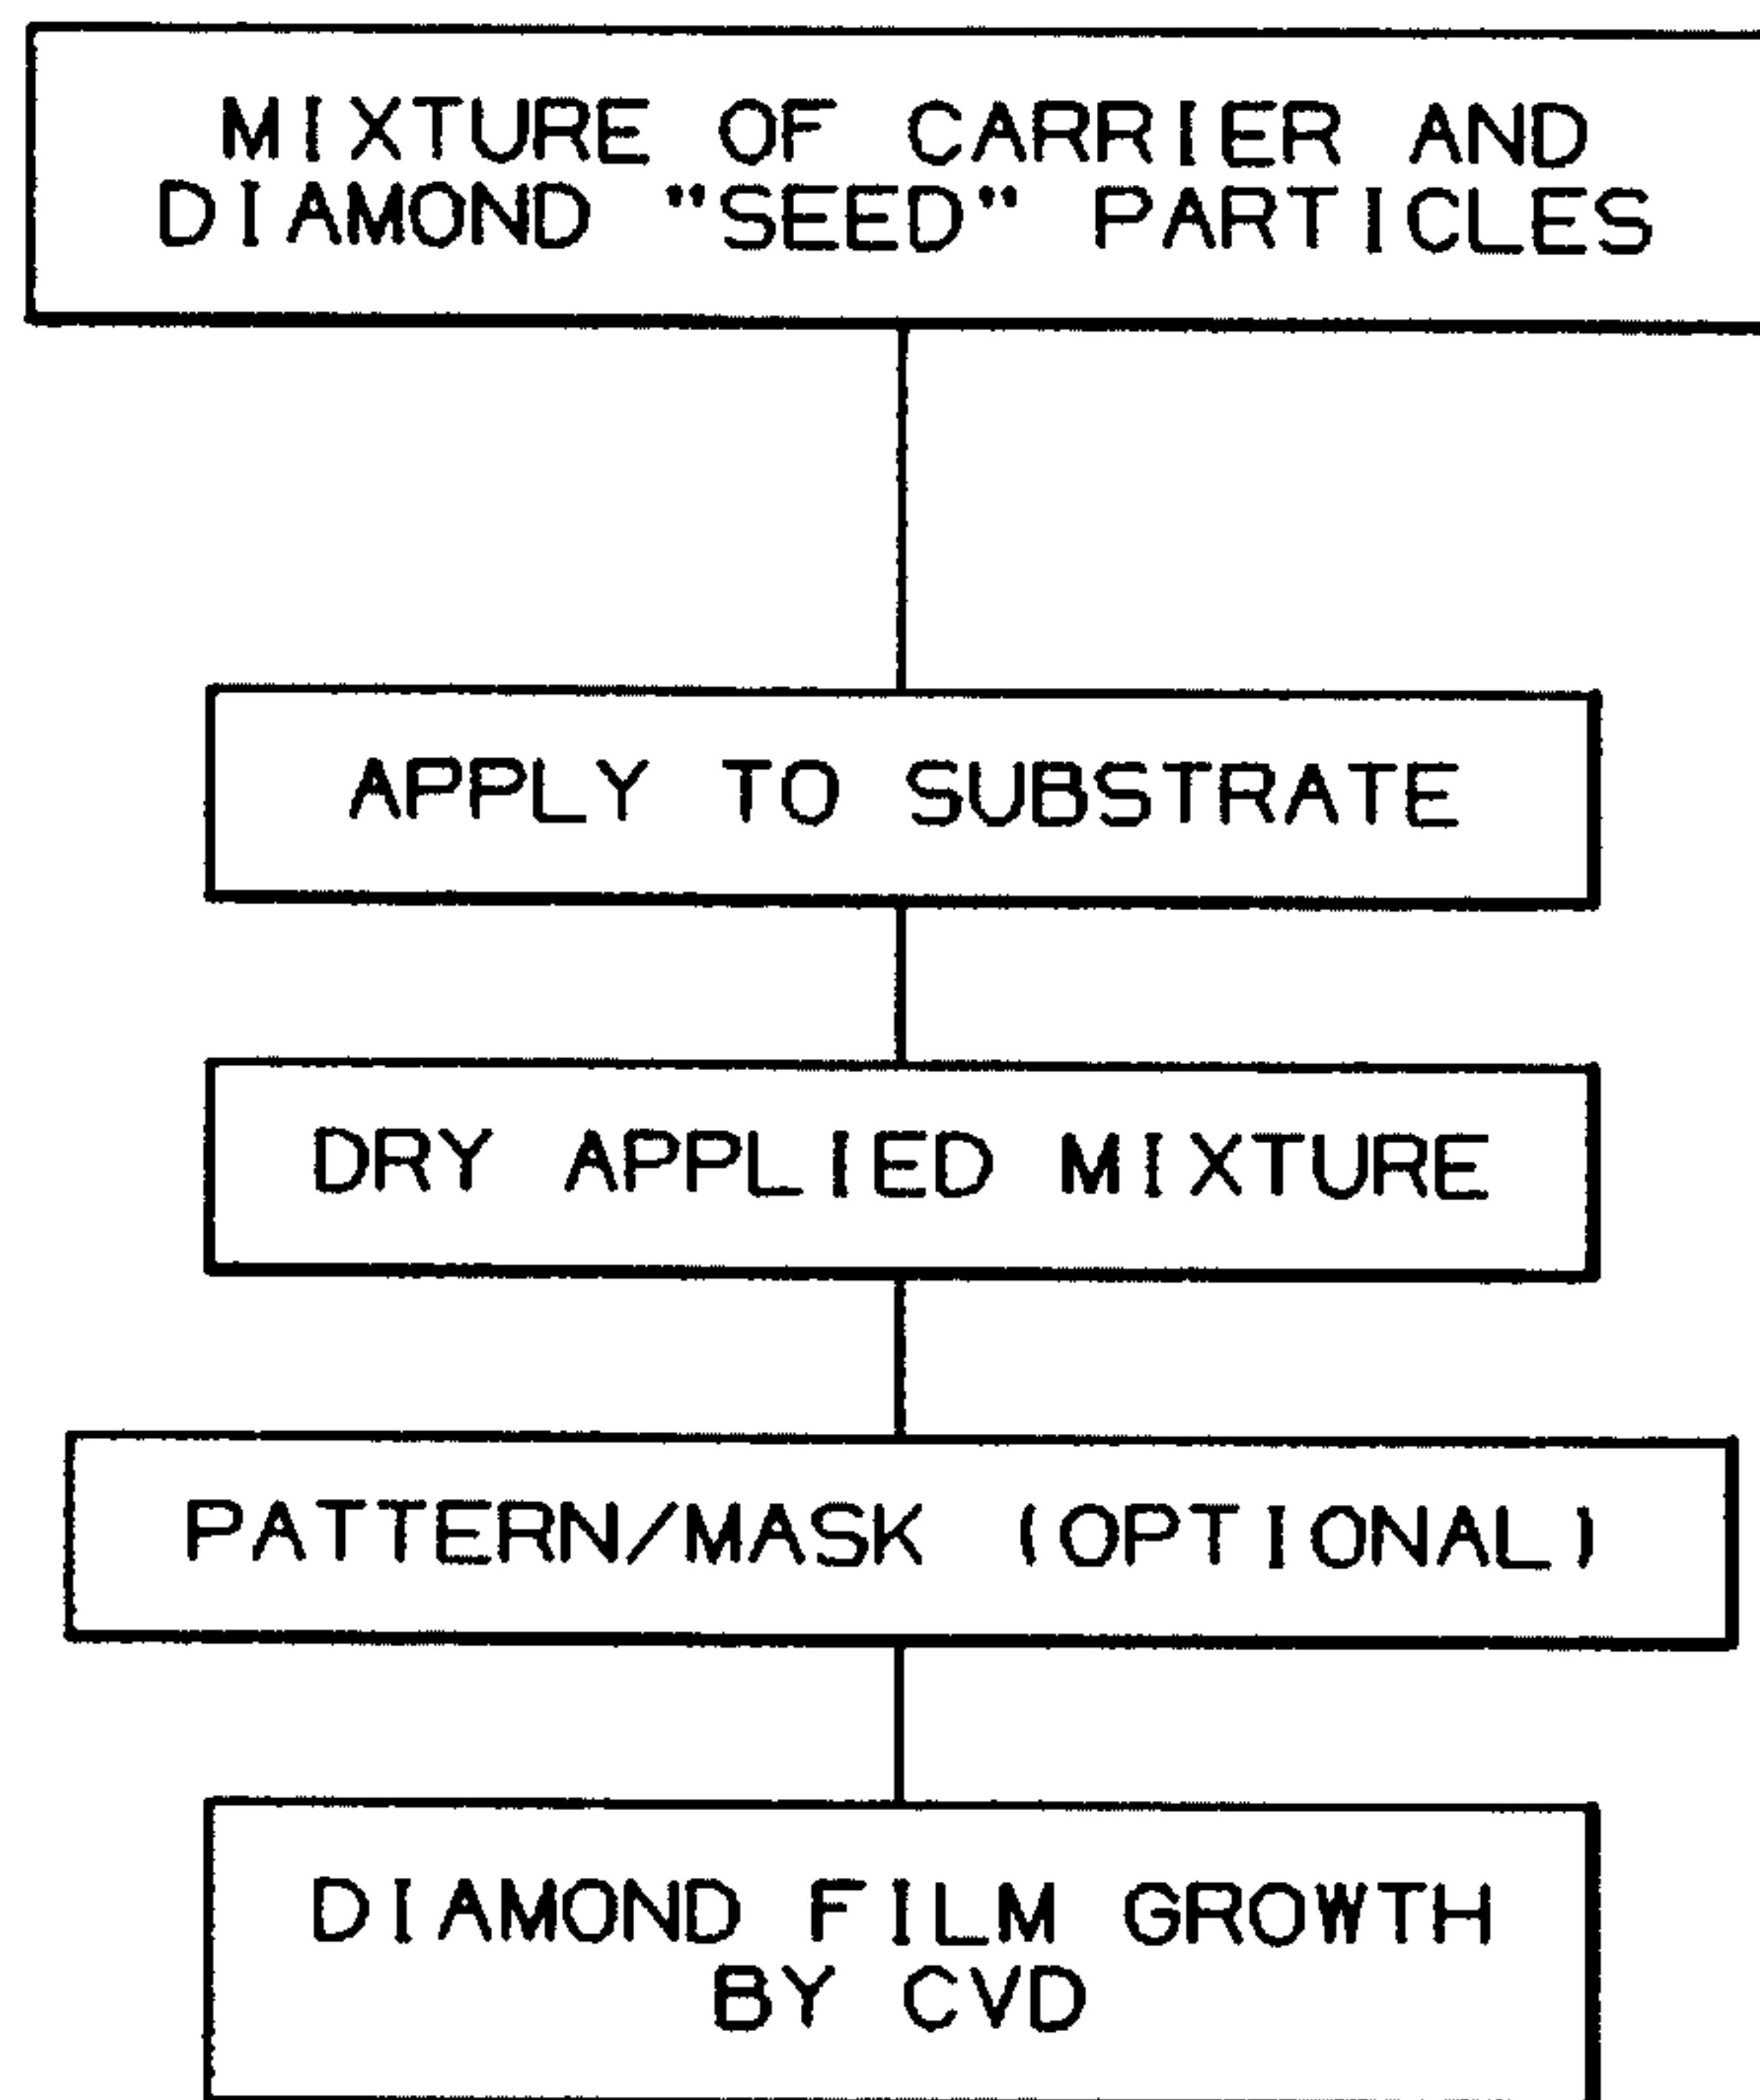 MIXTURE OF CARRIER AND
DIAMOND "SEED" PARTICLES
APPLY TO SUBSTRATE
DRY APPLIED MIXTURE
PATTERN/MASK (OPTIONAL)
DIAMOND FILM GROWTH
BY CVD